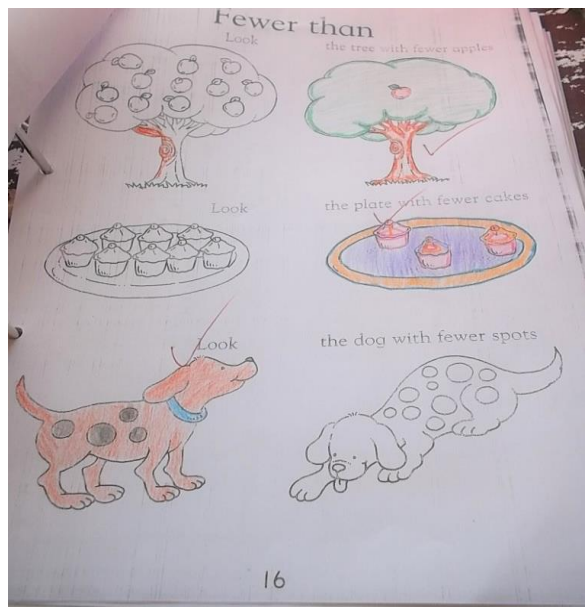 Fewer than
Look the tree with fewer apples
Look the plate with fewer cakes
Look the dog with fewer spots
16